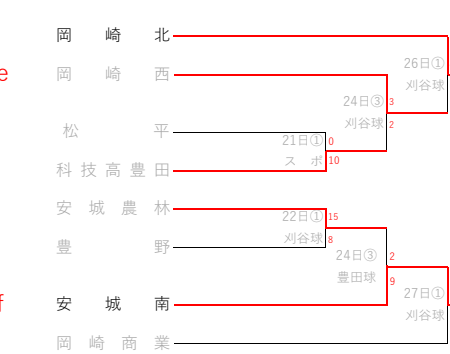 岡崎北
26日①
e 岡崎西
刈谷球
24日③ 3
刈谷球 2
松平
21日① 0
ス ポ 10
科技高豊田
安城農林
22日① 15
刈谷球 8
豊野
24日③ 2
豊田球
9
27日①
安城南
刈谷球
岡崎商業